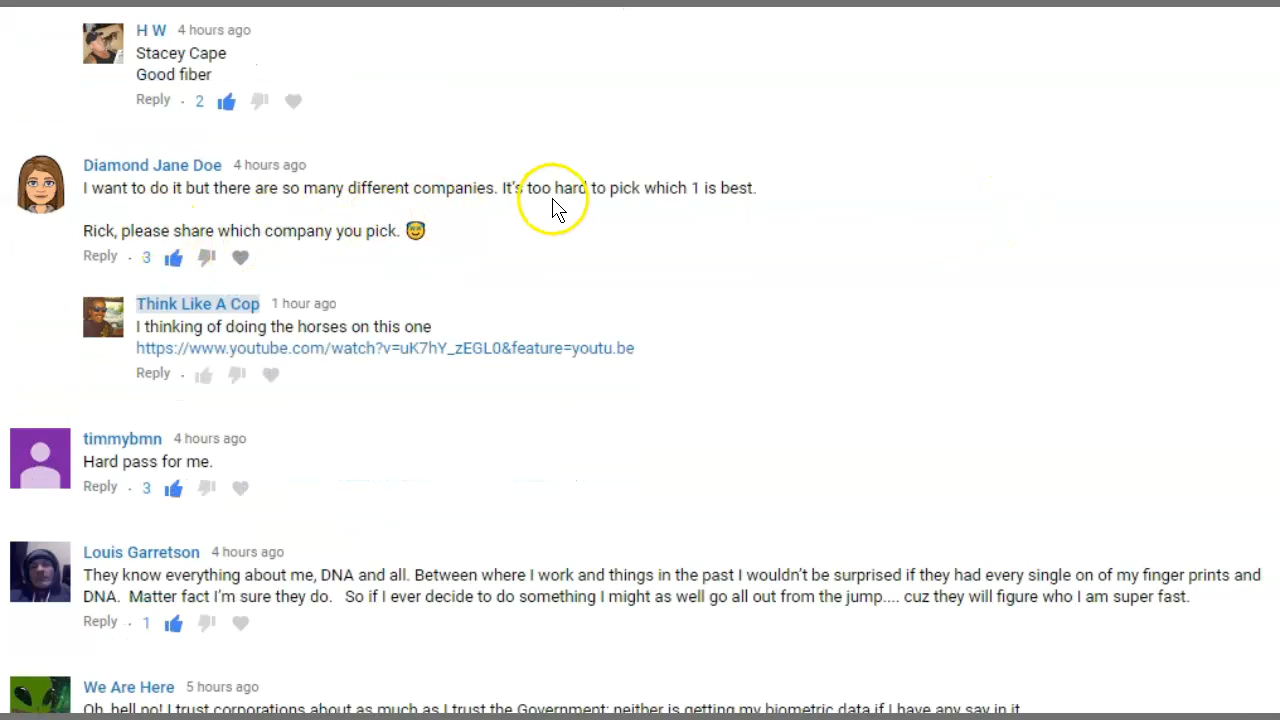 H W 4 hours ago
Stacey Cape
Good fiber
Reply . 2
Diamond Jane Doe 4 hours ago
I want to do it but there are so many different companies. It's too hard to pick which 1 is best.
Rick, please share which company you pick. 😇
Reply . 3
Think Like A Cop 1 hour ago
I thinking of doing the horses on this one
https://www.youtube.com/watch?v=uK7hY_zEGL0&feature=youtu.be
Reply .
timmybmn 4 hours ago
Hard pass for me.
Reply . 3
Louis Garretson 4 hours ago
They know everything about me, DNA and all. Between where I work and things in the past I wouldn't be surprised if they had every single on of my finger prints and
DNA. Matter fact I'm sure they do. So if I ever decide to do something I might as well go all out from the jump.... cuz they will figure who I am super fast.
Reply . 1
We Are Here 5 hours ago
Oh, hell no! I trust corporations about as much as I trust the Government; neither is getting my biometric data if I have any say in it